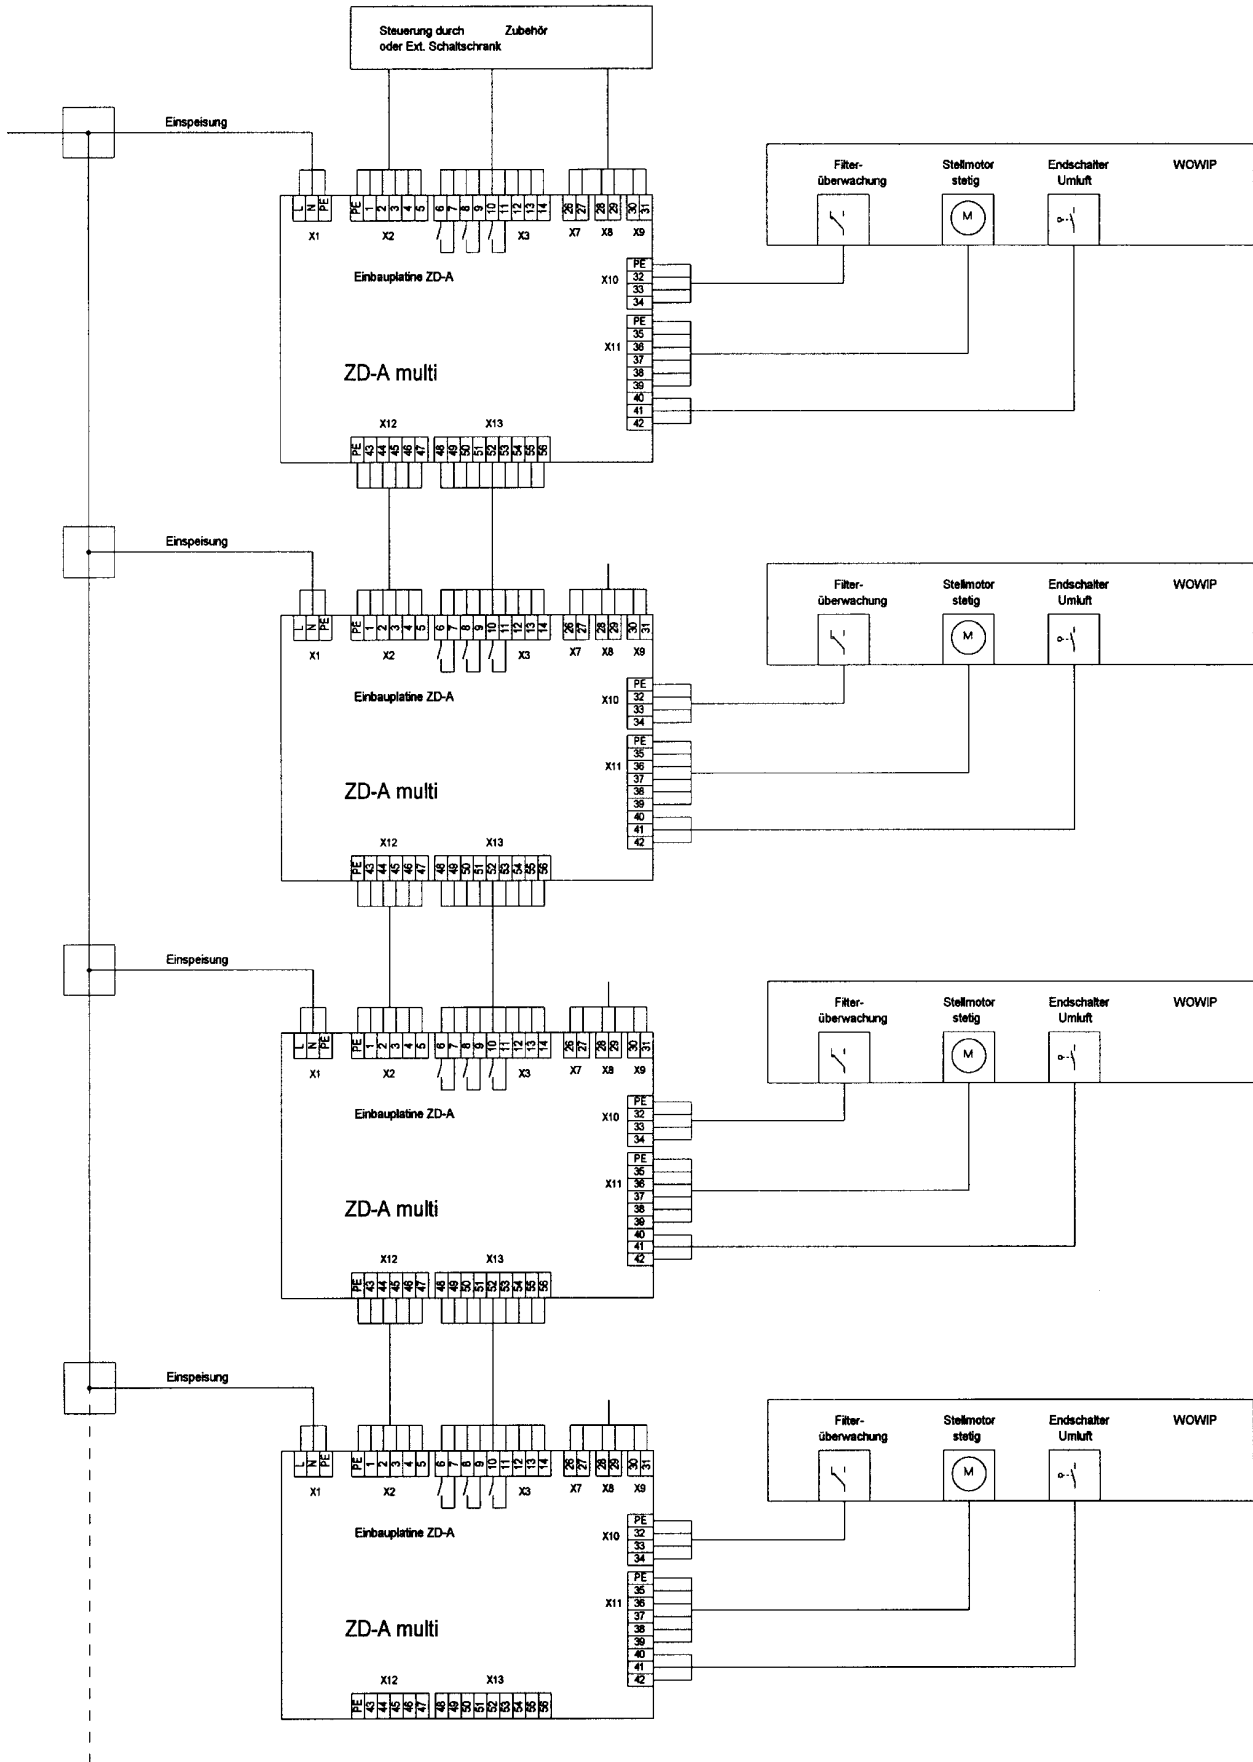 Steuerung durch Zubehör
oder Ext. Schaltschrank
Einspeisung
Filter- Stellmotor Endschalter WOWIP
überwachung stetig Umluft
M
L N PE PE 1 2 3 4 5 6 7 8 9 10 11 12 13 14 26 27 28 29 30 31
X1 X2 X3 X7 X8 X9
Einbauplatine ZD-A
X10
PE
32
33
34
X11
PE
35
36
37
38
39
40
41
42
ZD-A multi
X12 X13
PE 43 44 45 46 47 48 49 50 51 52 53 54 55 56
Einspeisung
Filter- Stellmotor Endschalter WOWIP
überwachung stetig Umluft
M
L N PE PE 1 2 3 4 5 6 7 8 9 10 11 12 13 14 26 27 28 29 30 31
X1 X2 X3 X7 X8 X9
Einbauplatine ZD-A
X10
PE
32
33
34
X11
PE
35
36
37
38
39
40
41
42
ZD-A multi
X12 X13
PE 43 44 45 46 47 48 49 50 51 52 53 54 55 56
Einspeisung
Filter- Stellmotor Endschalter WOWIP
überwachung stetig Umluft
M
L N PE PE 1 2 3 4 5 6 7 8 9 10 11 12 13 14 26 27 28 29 30 31
X1 X2 X3 X7 X8 X9
Einbauplatine ZD-A
X10
PE
32
33
34
X11
PE
35
36
37
38
39
40
41
42
ZD-A multi
X12 X13
PE 43 44 45 46 47 48 49 50 51 52 53 54 55 56
Einspeisung
Filter- Stellmotor Endschalter WOWIP
überwachung stetig Umluft
M
L N PE PE 1 2 3 4 5 6 7 8 9 10 11 12 13 14 26 27 28 29 30 31
X1 X2 X3 X7 X8 X9
Einbauplatine ZD-A
X10
PE
32
33
34
X11
PE
35
36
37
38
39
40
41
42
ZD-A multi
X12 X13
PE 43 44 45 46 47 48 49 50 51 52 53 54 55 56